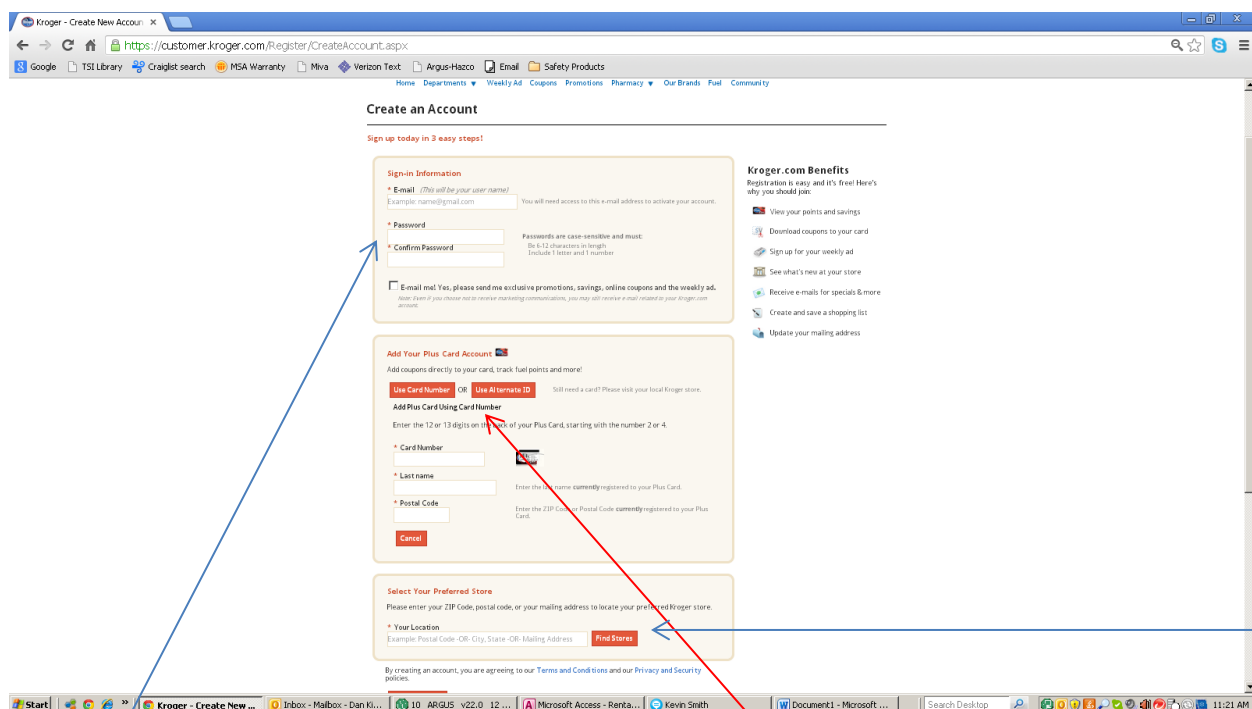 Kroger - Create New Accoun
https://customer.kroger.com/Register/CreateAccount.aspx
Google TSI Library Craiglist search MSA Warranty Miva Verizon Text Argus-Hazco Email Safety Products
Home Departments Weekly Ad Coupons Promotions Pharmacy Our Brands Fuel Community
Create an Account
Sign up today in 3 easy steps!
Sign-in Information
* E-mail (This will be your user name)
Example: name@gmail.com You will need access to this e-mail address to activate your account.
* Password
Passwords are case-sensitive and must:
Be 6-12 characters in length
Include 1 letter and 1 number
* Confirm Password
E-mail me! Yes, please send me exclusive promotions, savings, online coupons and the weekly ad.
Note: Even if you choose not to receive marketing communications, you may still receive e-mail related to your Kroger.com
account.
Kroger.com Benefits
Registration is easy and it's free! Here's
why you should join:
View your points and savings
Download coupons to your card
Sign up for your weekly ad
See what's new at your store
Receive e-mails for specials & more
Create and save a shopping list
Update your mailing address
Add Your Plus Card Account
Add coupons directly to your card, track fuel points and more!
Use Card Number OR Use Alternate ID Still need a card? Please visit your local Kroger store.
Add Plus Card Using Card Number
Enter the 12 or 13 digits on the back of your Plus Card, starting with the number 2 or 4.
* Card Number
* Last name
Enter the last name currently registered to your Plus Card.
* Postal Code
Enter the ZIP Code or Postal Code currently registered to your Plus
Card.
Cancel
Select Your Preferred Store
Please enter your ZIP Code, postal code, or your mailing address to locate your preferred Kroger store.
* Your Location
Example: Postal Code -OR- City, State -OR- Mailing Address Find Stores
By creating an account, you are agreeing to our Terms and Conditions and our Privacy and Security
policies.
Start Kroger - Create New ... Inbox - Mailbox - Dan Ki... 10 ARGUS v22.0 12 ... Microsoft Access - Renta... Kevin Smith Document1 - Microsoft ... Search Desktop 11:21 AM